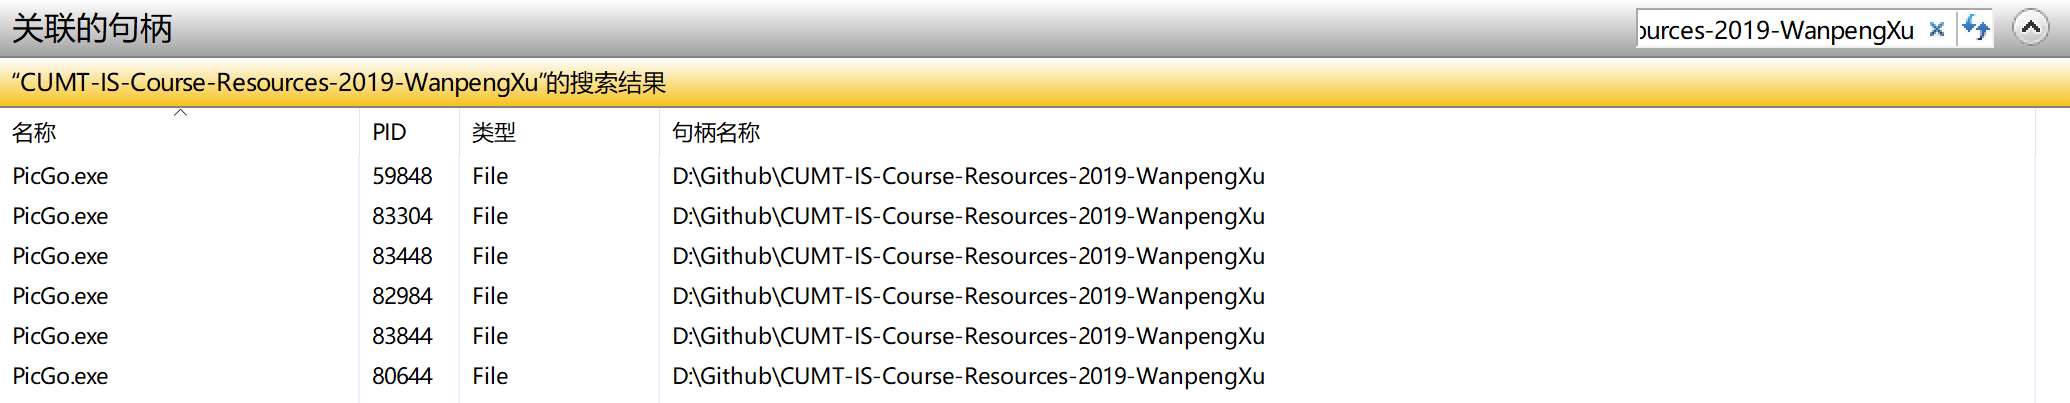 关联的句柄
ources-2019-WanpengXu
“CUMT-IS-Course-Resources-2019-WanpengXu”的搜索结果
名称 PID 类型 句柄名称
PicGo.exe 59848 File D:\Github\CUMT-IS-Course-Resources-2019-WanpengXu
PicGo.exe 83304 File D:\Github\CUMT-IS-Course-Resources-2019-WanpengXu
PicGo.exe 83448 File D:\Github\CUMT-IS-Course-Resources-2019-WanpengXu
PicGo.exe 82984 File D:\Github\CUMT-IS-Course-Resources-2019-WanpengXu
PicGo.exe 83844 File D:\Github\CUMT-IS-Course-Resources-2019-WanpengXu
PicGo.exe 80644 File D:\Github\CUMT-IS-Course-Resources-2019-WanpengXu